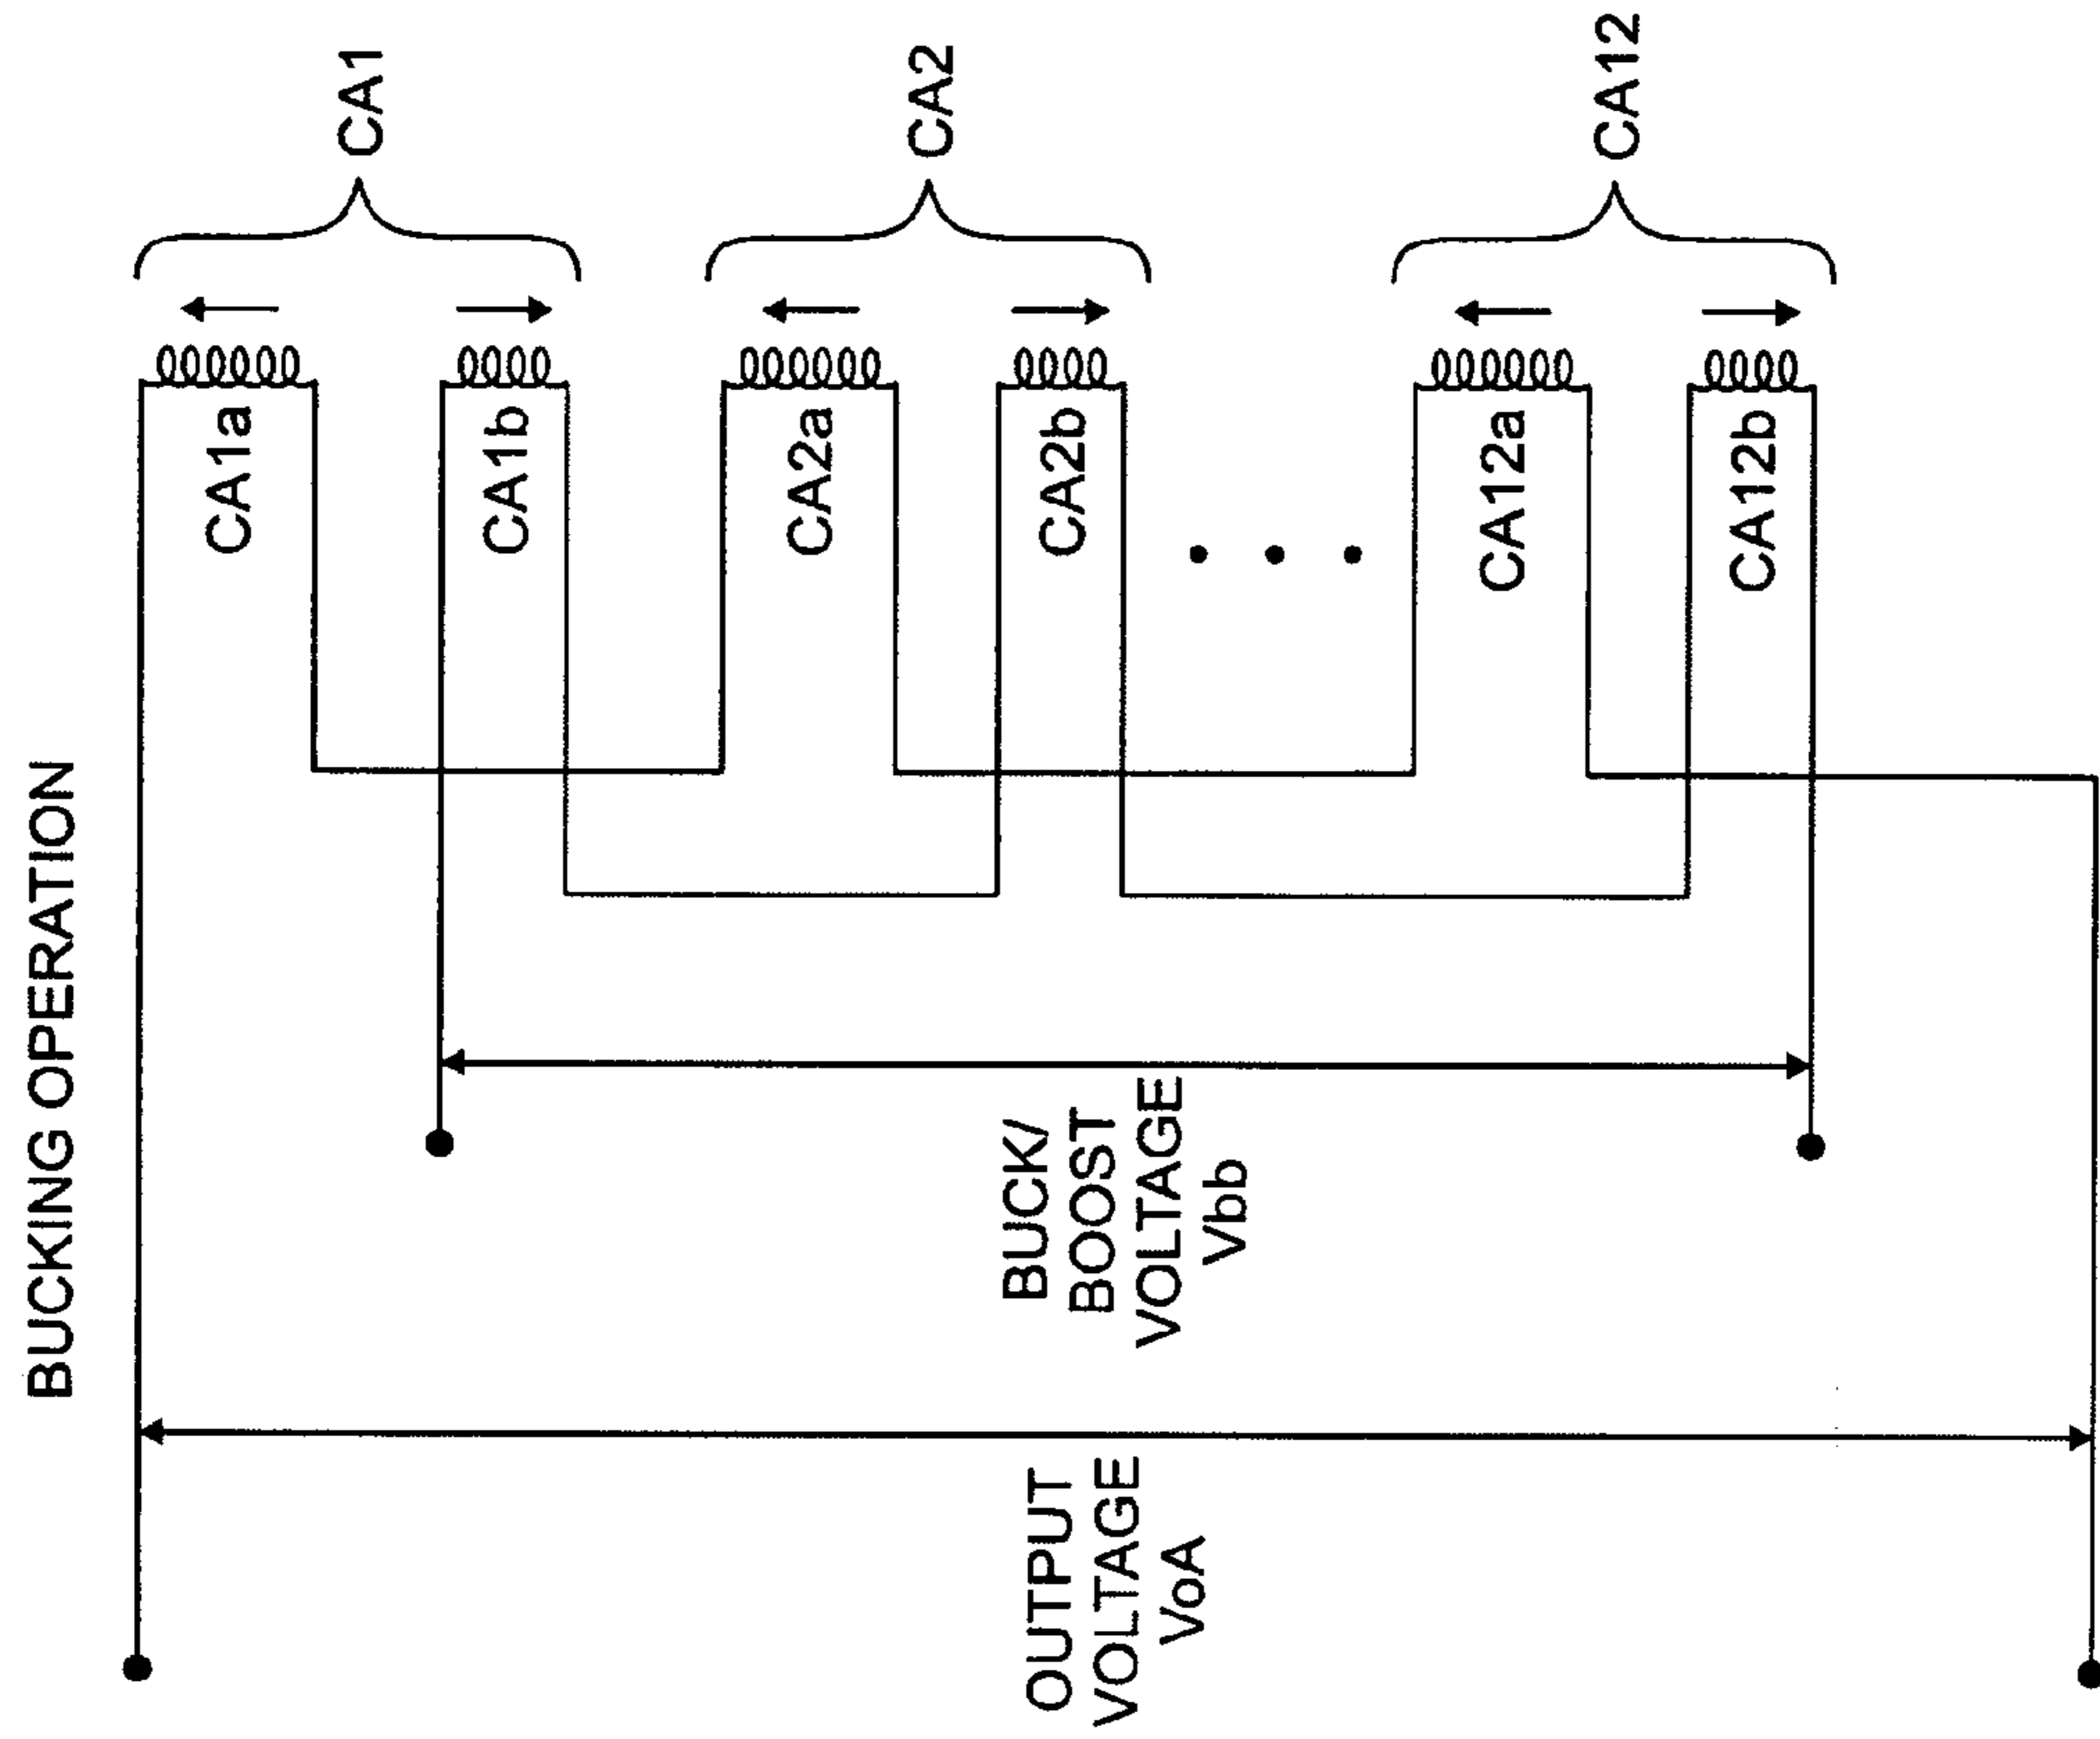 BUCKING OPERATION
OUTPUT
VOLTAGE
VoA
BUCK/
BOOST
VOLTAGE
Vbb
CA1a
CA1b
CA2a
CA2b
CA12a
CA12b
CA1
CA2
CA12